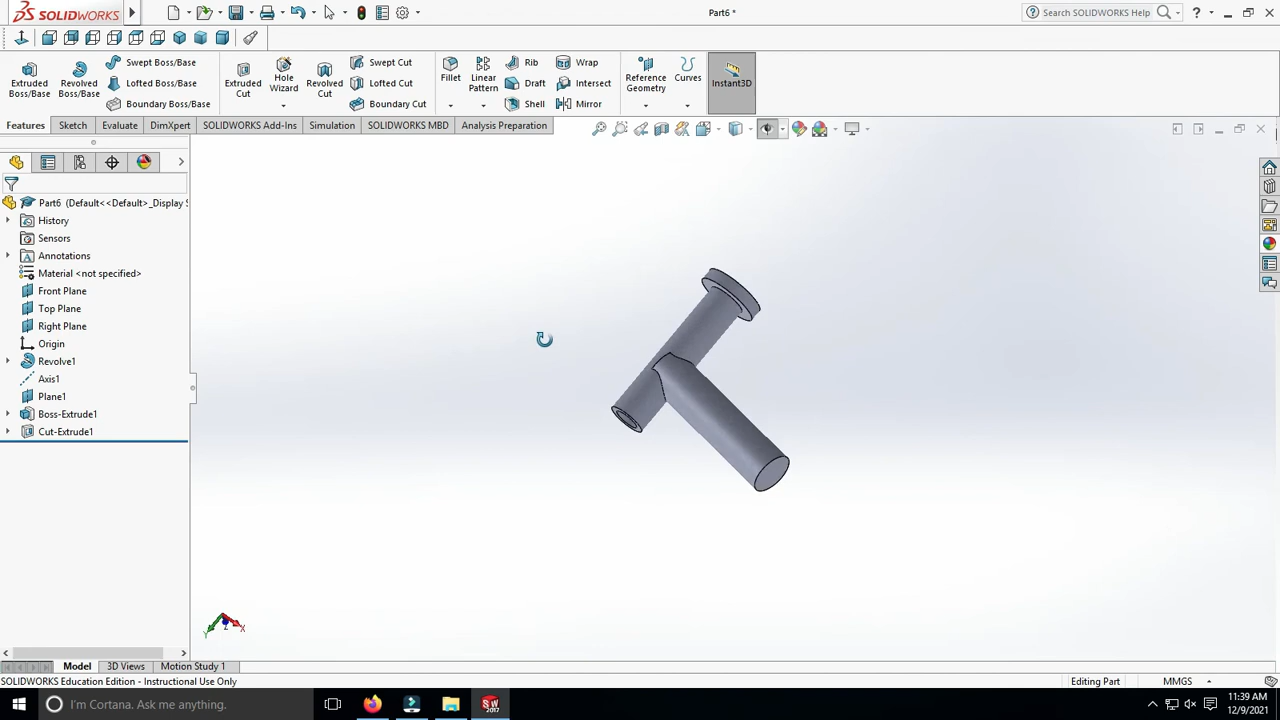 SOLIDWORKS
Part6 *
Search SOLIDWORKS Help
Extruded Boss/Base
Revolved Boss/Base
Swept Boss/Base
Lofted Boss/Base
Boundary Boss/Base
Extruded Cut
Hole Wizard
Revolved Cut
Swept Cut
Lofted Cut
Boundary Cut
Fillet
Linear Pattern
Rib
Draft
Shell
Wrap
Intersect
Mirror
Reference Geometry
Curves
Instant3D
Features Sketch Evaluate DimXpert SOLIDWORKS Add-Ins Simulation SOLIDWORKS MBD Analysis Preparation
Part6 (Default<<Default>_Display S
History
Sensors
Annotations
Material <not specified>
Front Plane
Top Plane
Right Plane
Origin
Revolve1
Axis1
Plane1
Boss-Extrude1
Cut-Extrude1
Y Z X
Model 3D Views Motion Study 1
SOLIDWORKS Education Edition - Instructional Use Only
Editing Part
MMGS
I'm Cortana. Ask me anything.
SW
2017
11:39 AM
12/9/2021